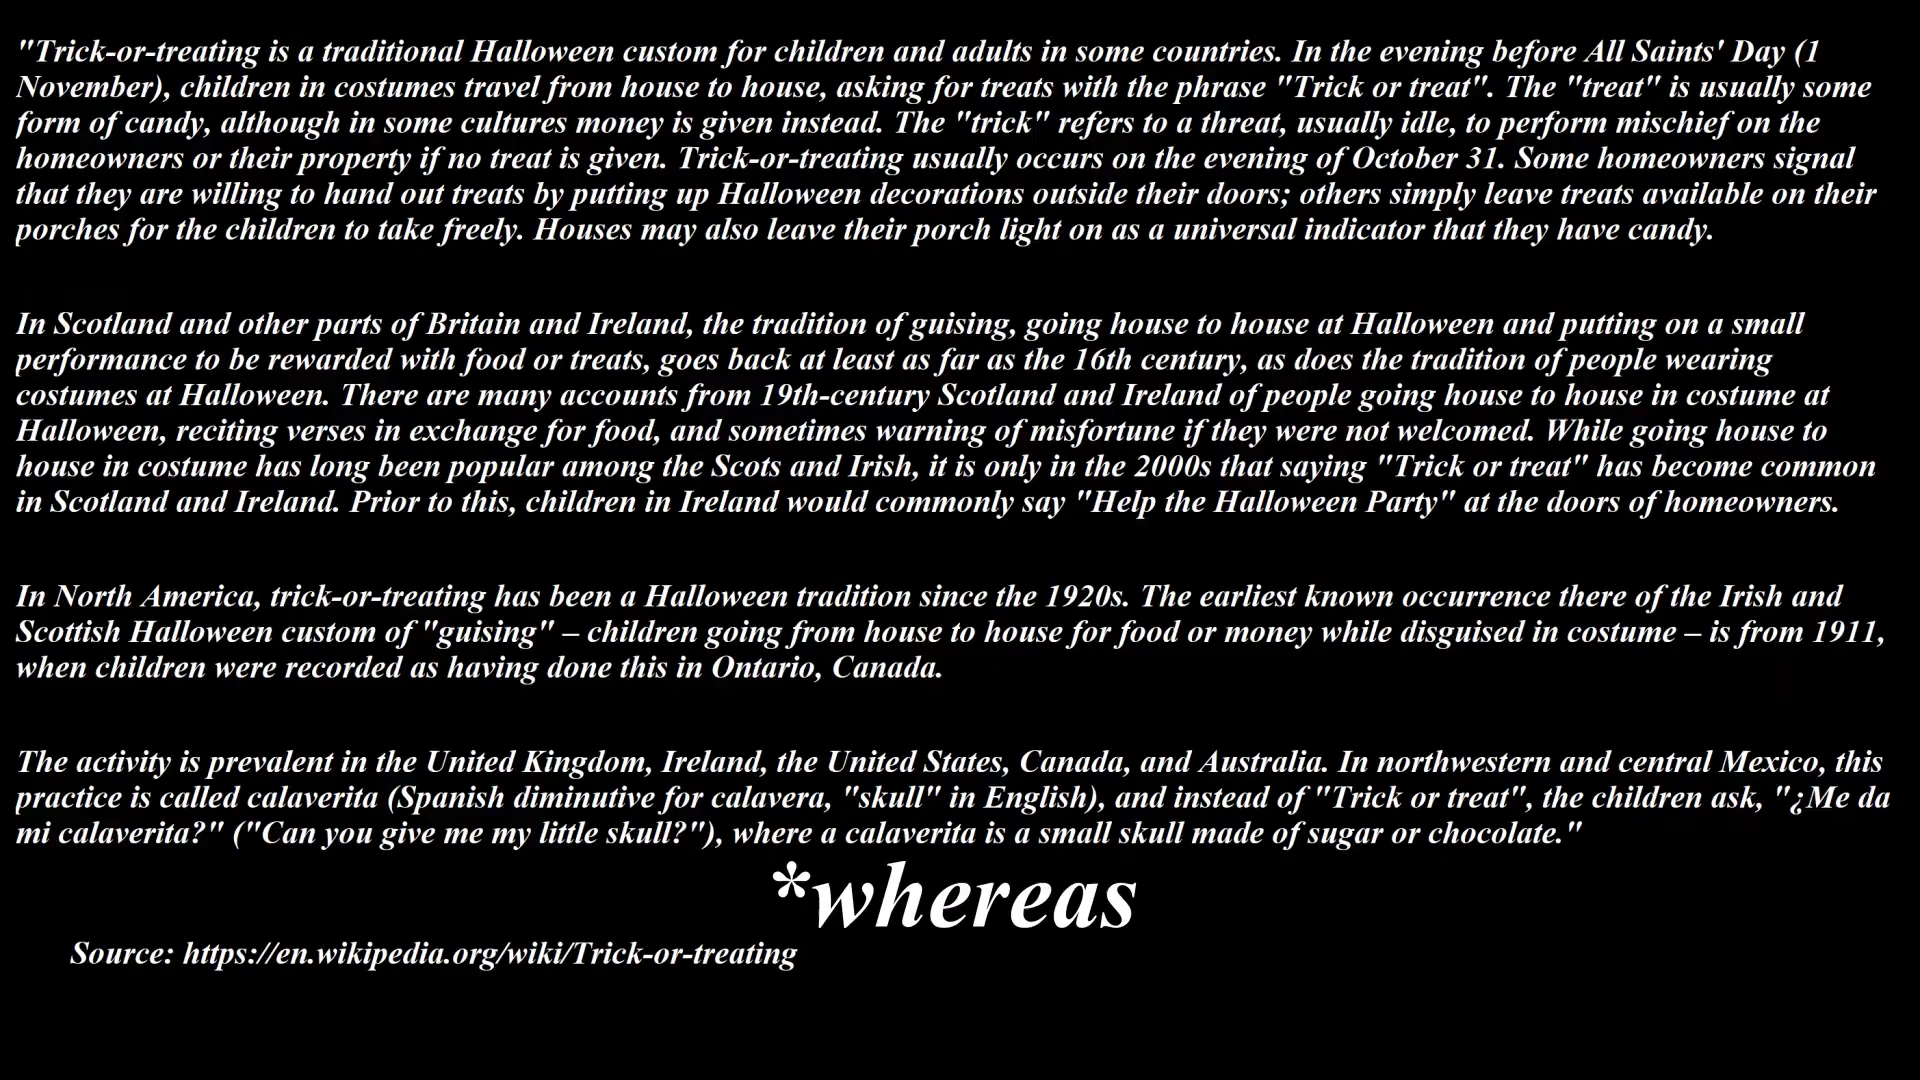 "Trick-or-treating is a traditional Halloween custom for children and adults in some countries. In the evening before All Saints' Day (1
November), children in costumes travel from house to house, asking for treats with the phrase "Trick or treat". The "treat" is usually some
form of candy, although in some cultures money is given instead. The "trick" refers to a threat, usually idle, to perform mischief on the
homeowners or their property if no treat is given. Trick-or-treating usually occurs on the evening of October 31. Some homeowners signal
that they are willing to hand out treats by putting up Halloween decorations outside their doors; others simply leave treats available on their
porches for the children to take freely. Houses may also leave their porch light on as a universal indicator that they have candy.
In Scotland and other parts of Britain and Ireland, the tradition of guising, going house to house at Halloween and putting on a small
performance to be rewarded with food or treats, goes back at least as far as the 16th century, as does the tradition of people wearing
costumes at Halloween. There are many accounts from 19th-century Scotland and Ireland of people going house to house in costume at
Halloween, reciting verses in exchange for food, and sometimes warning of misfortune if they were not welcomed. While going house to
house in costume has long been popular among the Scots and Irish, it is only in the 2000s that saying "Trick or treat" has become common
in Scotland and Ireland. Prior to this, children in Ireland would commonly say "Help the Halloween Party" at the doors of homeowners.
In North America, trick-or-treating has been a Halloween tradition since the 1920s. The earliest known occurrence there of the Irish and
Scottish Halloween custom of "guising" – children going from house to house for food or money while disguised in costume – is from 1911,
when children were recorded as having done this in Ontario, Canada.
The activity is prevalent in the United Kingdom, Ireland, the United States, Canada, and Australia. In northwestern and central Mexico, this
practice is called calaverita (Spanish diminutive for calavera, "skull" in English), and instead of "Trick or treat", the children ask, "¿Me da
mi calaverita?" ("Can you give me my little skull?"), where a calaverita is a small skull made of sugar or chocolate."
*whereas
Source: https://en.wikipedia.org/wiki/Trick-or-treating